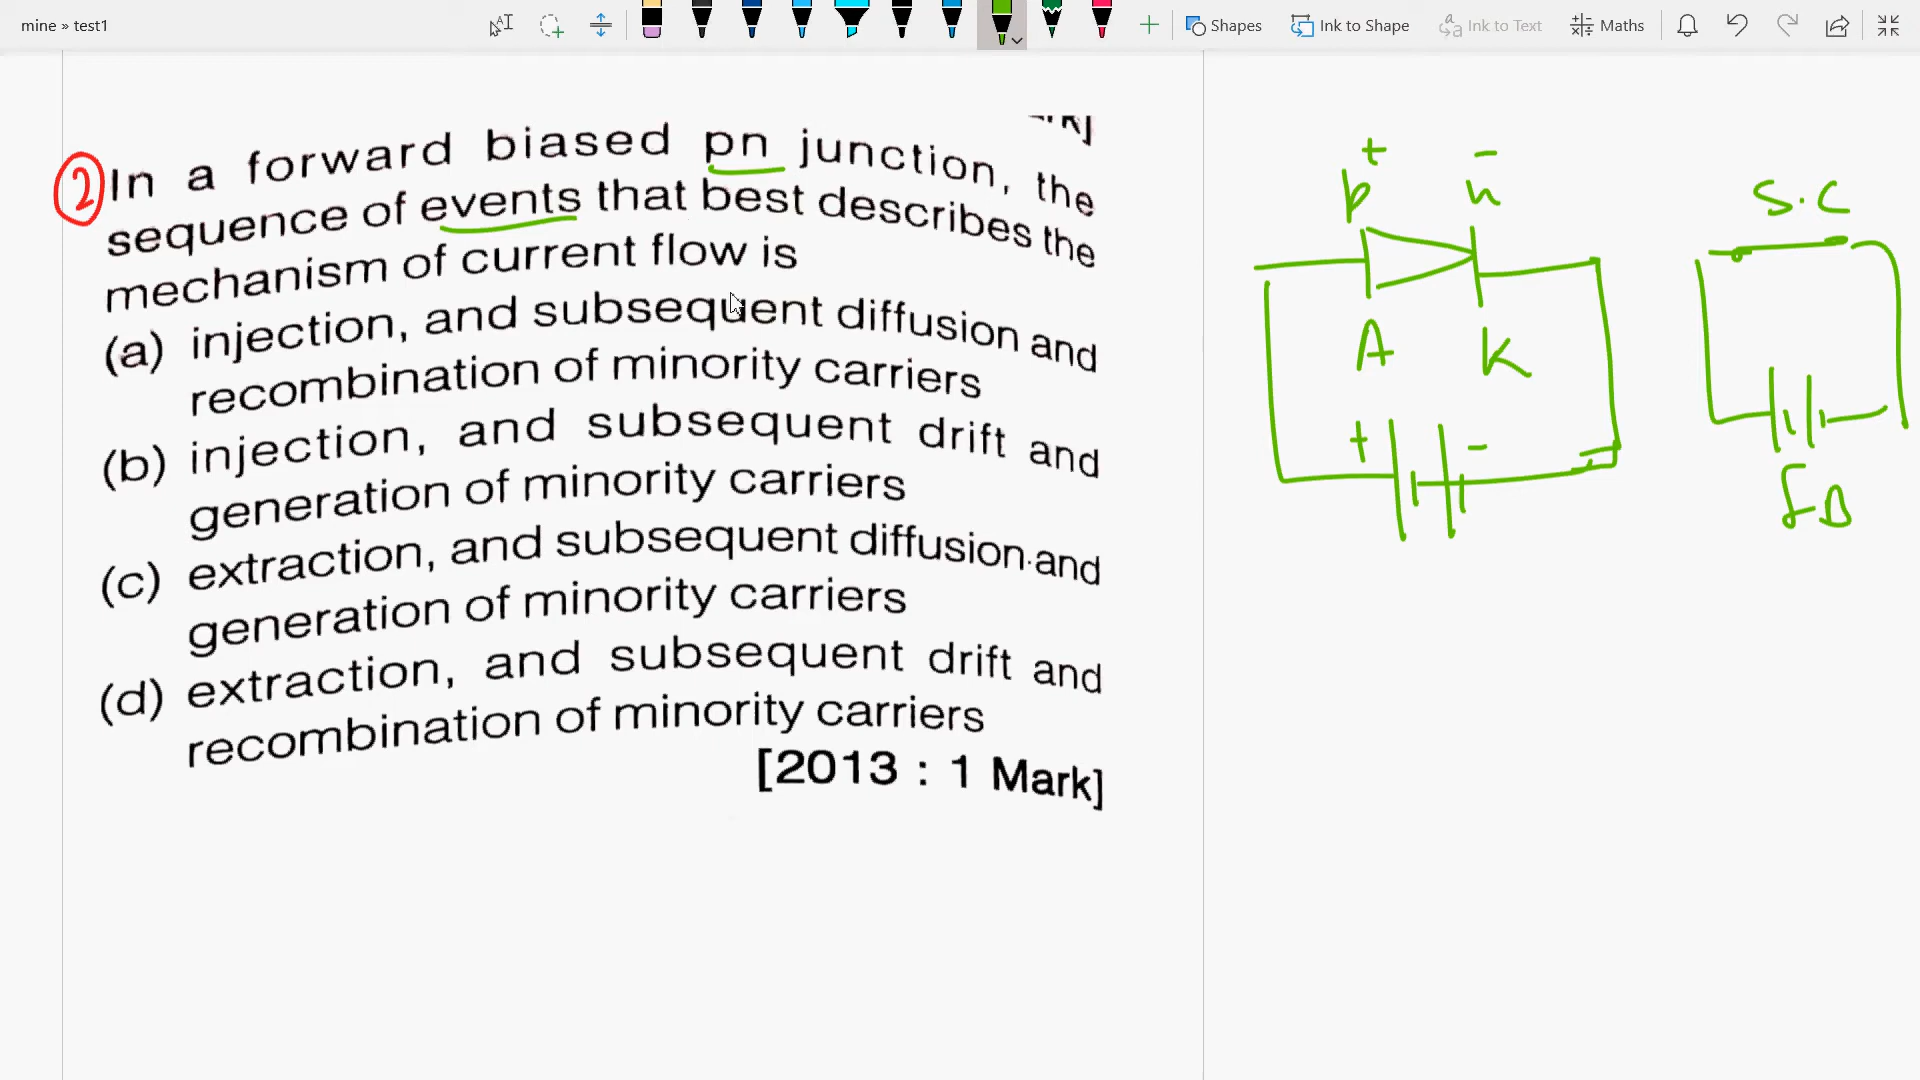 mine » test1
Shapes
Ink to Shape
Ink to Text
Maths
②In a forward biased pn junction, the
sequence of events that best describes the
mechanism of current flow is
(a) injection, and subsequent diffusion and
recombination of minority carriers
(b) injection, and subsequent drift and
generation of minority carriers
(c) extraction, and subsequent diffusion and
generation of minority carriers
(d) extraction, and subsequent drift and
recombination of minority carriers
[2013 : 1 Mark]
+ -
p n
A K
+ -
S.C